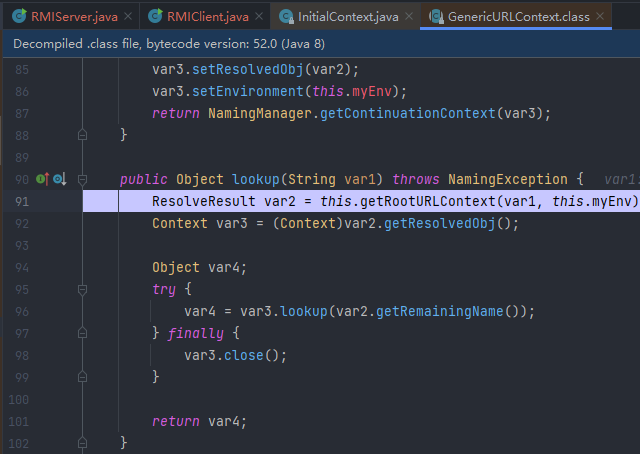 RMIServer.java RMIClient.java InitialContext.java GenericURLContext.class
Decompiled .class file, bytecode version: 52.0 (Java 8)
85 var3.setResolvedObj(var2);
86 var3.setEnvironment(this.myEnv);
87 return NamingManager.getContinuationContext(var3);
88 }
89
90 public Object lookup(String var1) throws NamingException { var1:
91 ResolveResult var2 = this.getRootURLContext(var1, this.myEnv)
92 Context var3 = (Context)var2.getResolvedObj();
93
94 Object var4;
95 try {
96 var4 = var3.lookup(var2.getRemainingName());
97 } finally {
98 var3.close();
99 }
100
101 return var4;
102 }